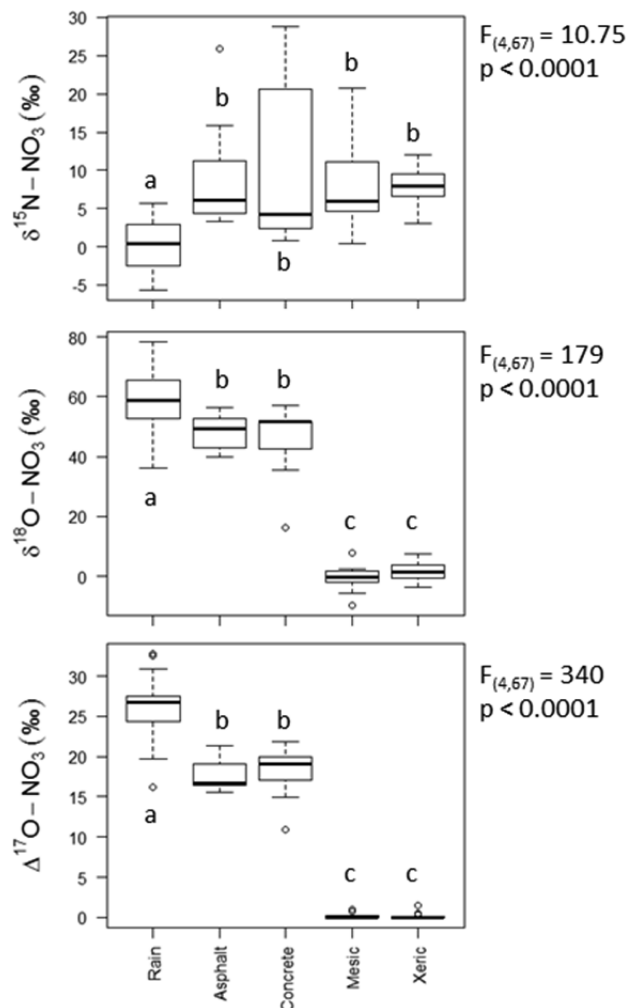 δ¹⁵N – NO₃ (‰)
30
25
20
15
10
5
0
-5
a
b
b
b
b
F₍₄,₆₇₎ = 10.75
p < 0.0001
δ¹⁸O – NO₃ (‰)
80
60
40
20
0
a
b
b
c
c
F₍₄,₆₇₎ = 179
p < 0.0001
Δ¹⁷O – NO₃ (‰)
30
25
20
15
10
5
0
a
b
b
c
c
F₍₄,₆₇₎ = 340
p < 0.0001
Rain
Asphalt
Concrete
Mesic
Xeric